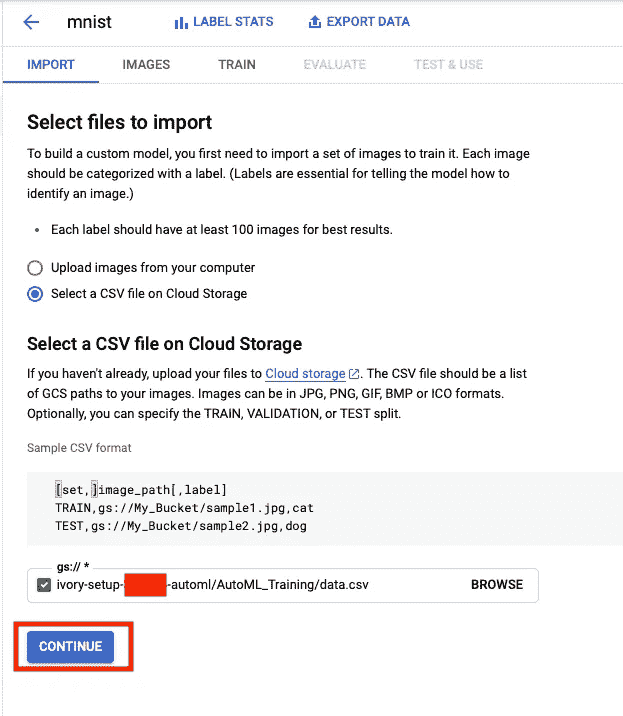 mnist LABEL STATS EXPORT DATA
IMPORT IMAGES TRAIN EVALUATE TEST & USE
Select files to import
To build a custom model, you first need to import a set of images to train it. Each image
should be categorized with a label. (Labels are essential for telling the model how to
identify an image.)
• Each label should have at least 100 images for best results.
Upload images from your computer
Select a CSV file on Cloud Storage
Select a CSV file on Cloud Storage
If you haven't already, upload your files to Cloud storage. The CSV file should be a list
of GCS paths to your images. Images can be in JPG, PNG, GIF, BMP or ICO formats.
Optionally, you can specify the TRAIN, VALIDATION, or TEST split.
Sample CSV format
[set,]image_path[,label]
TRAIN,gs://My_Bucket/sample1.jpg,cat
TEST,gs://My_Bucket/sample2.jpg,dog
gs:// *
ivory-setup- -automl/AutoML_Training/data.csv BROWSE
CONTINUE